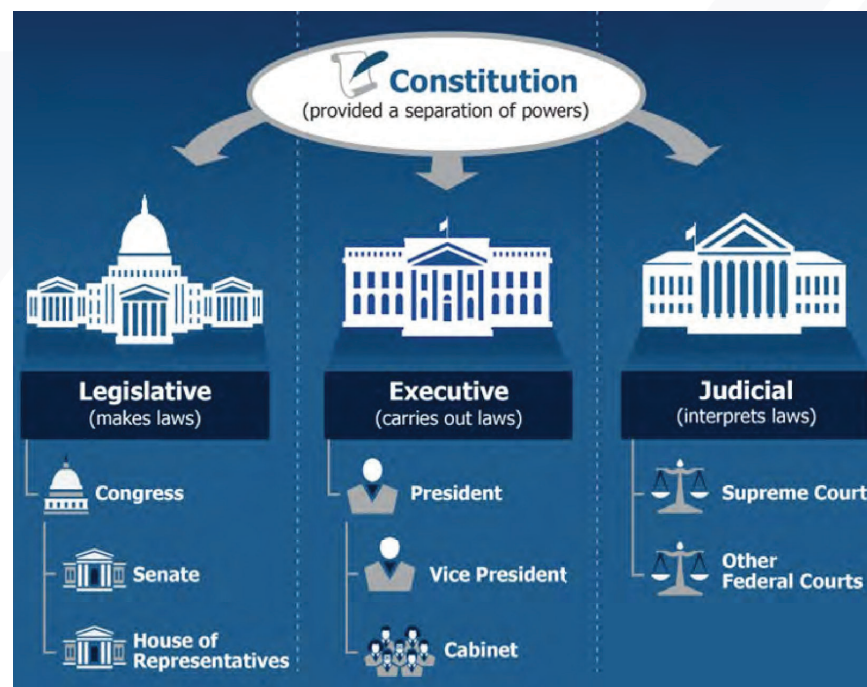 Constitution
(provided a separation of powers)
Legislative
(makes laws)
Congress
Senate
House of
Representatives
Executive
(carries out laws)
President
Vice President
Cabinet
Judicial
(interprets laws)
Supreme Court
Other
Federal Courts